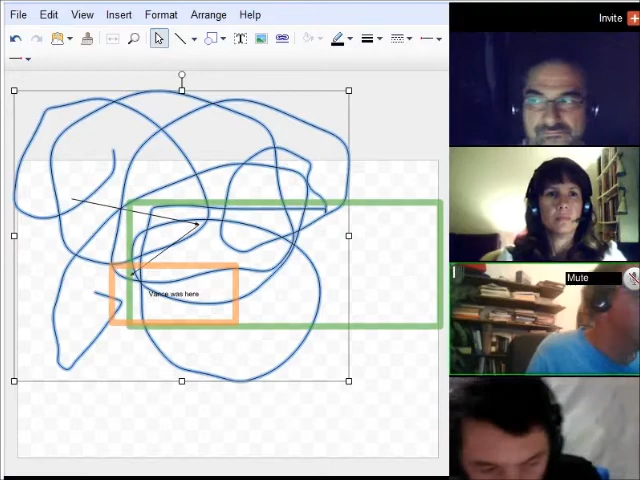 File Edit View Insert Format Arrange Help
Invite
Mute
Vance was here